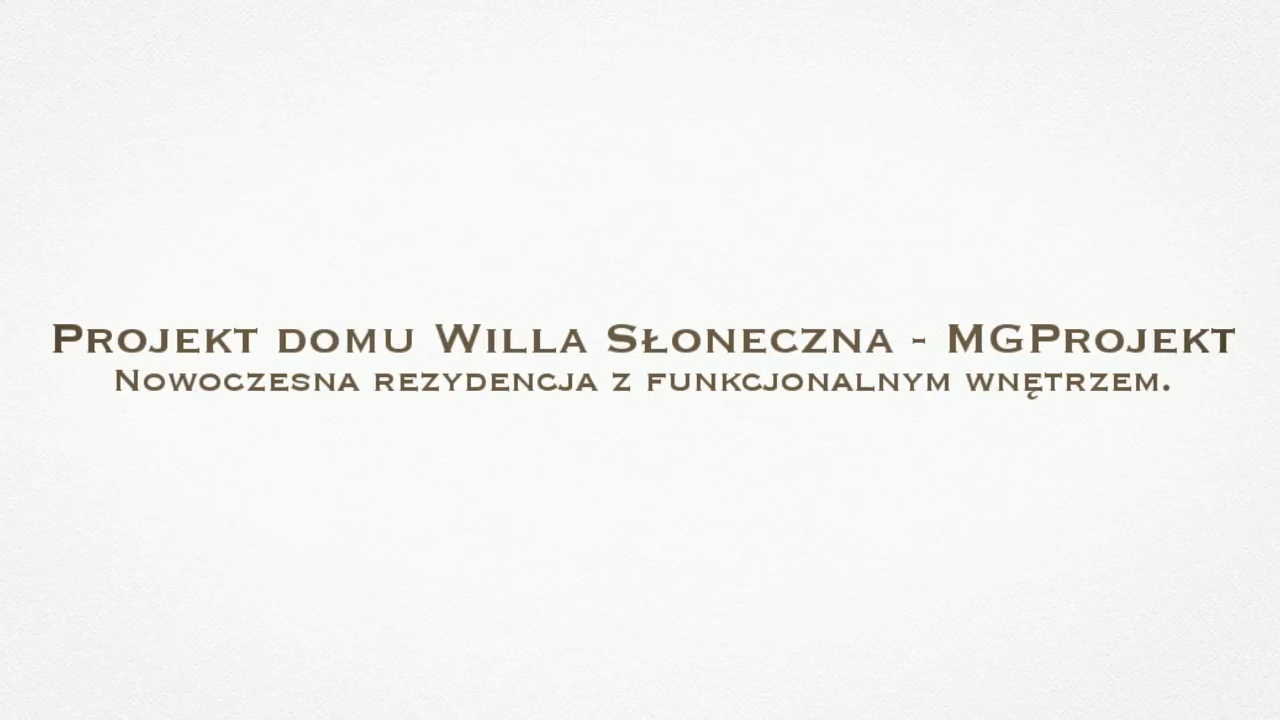 Projekt domu Willa Słoneczna - MGProjekt
Nowoczesna rezydencja z funkcjonalnym wnętrzem.